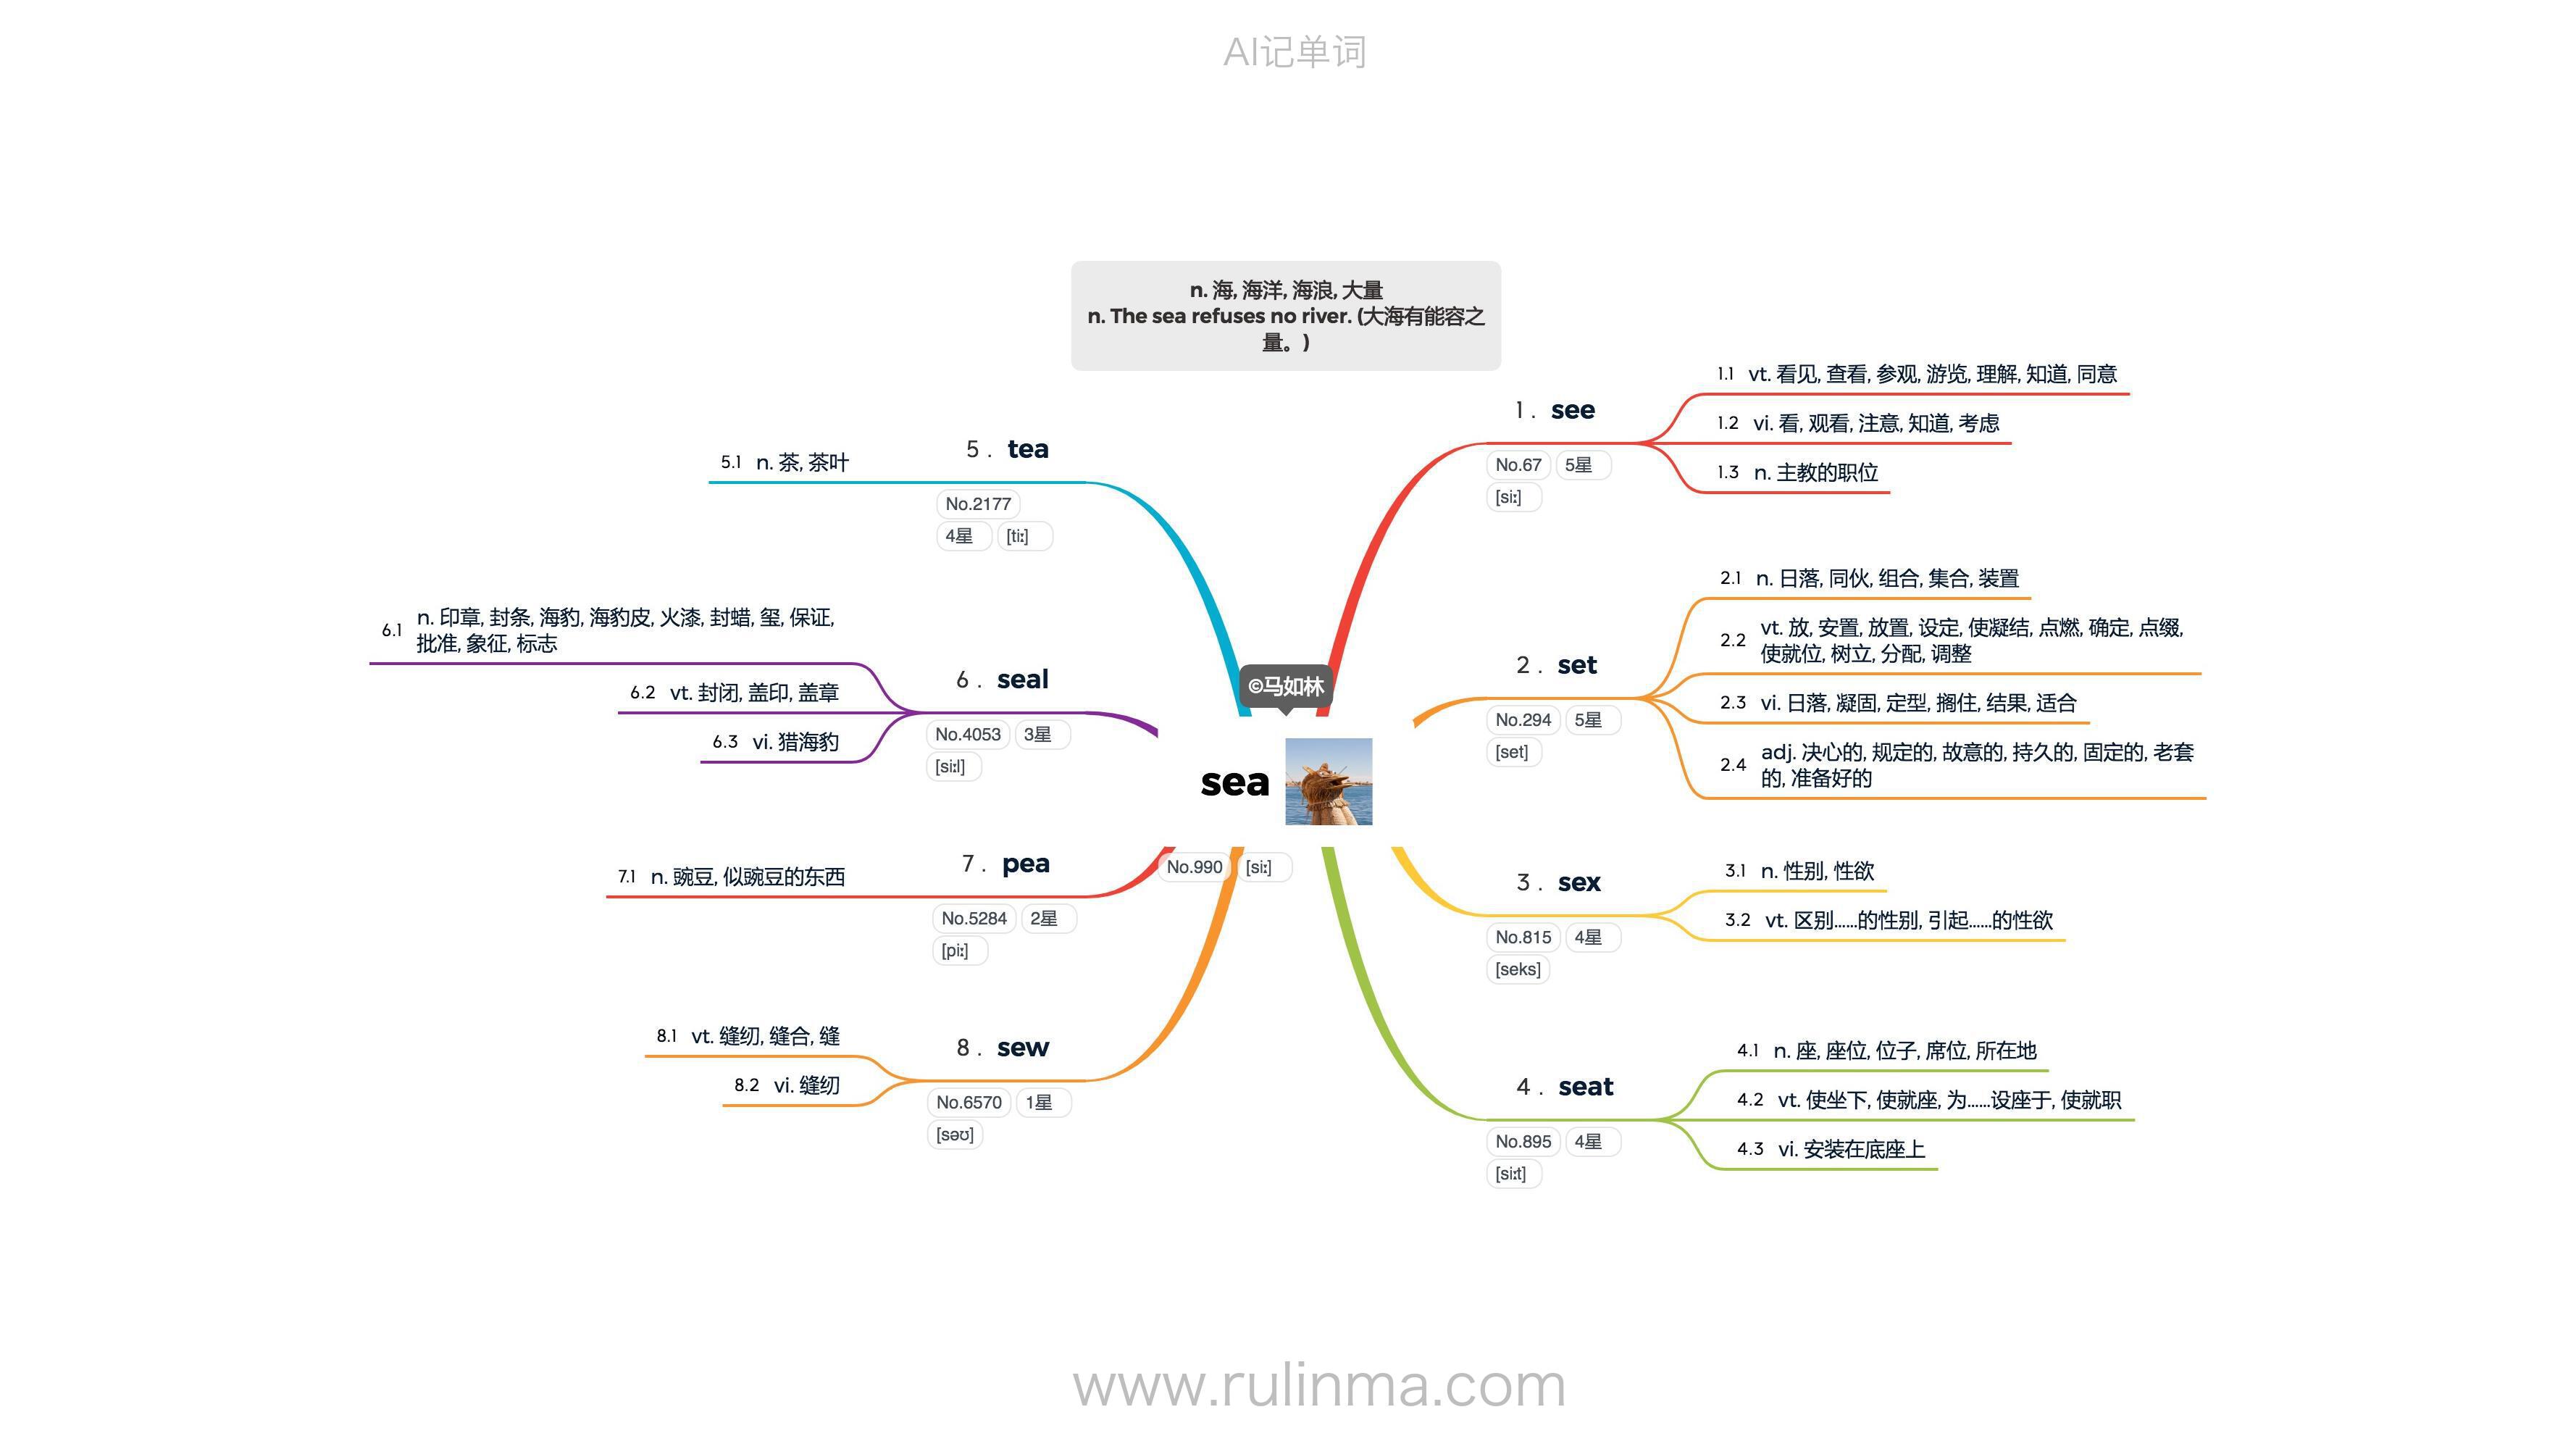 AI记单词
n. 海, 海洋, 海浪, 大量
n. The sea refuses no river. (大海有能容之
量。)
©马如林
sea
No.990 [siː]
1. see
No.67 5星
[siː]
1.1 vt. 看见, 查看, 参观, 游览, 理解, 知道, 同意
1.2 vi. 看, 观看, 注意, 知道, 考虑
1.3 n. 主教的职位
2. set
No.294 5星
[set]
2.1 n. 日落, 同伙, 组合, 集合, 装置
2.2 vt. 放, 安置, 放置, 设定, 使凝结, 点燃, 确定, 点缀,
使就位, 树立, 分配, 调整
2.3 vi. 日落, 凝固, 定型, 搁住, 结果, 适合
2.4 adj. 决心的, 规定的, 故意的, 持久的, 固定的, 老套
的, 准备好的
3. sex
No.815 4星
[seks]
3.1 n. 性别, 性欲
3.2 vt. 区别……的性别, 引起……的性欲
4. seat
No.895 4星
[siːt]
4.1 n. 座, 座位, 位子, 席位, 所在地
4.2 vt. 使坐下, 使就座, 为……设座于, 使就职
4.3 vi. 安装在底座上
5. tea
No.2177
4星 [tiː]
5.1 n. 茶, 茶叶
6. seal
No.4053 3星
[siːl]
6.1 n. 印章, 封条, 海豹, 海豹皮, 火漆, 封蜡, 玺, 保证,
批准, 象征, 标志
6.2 vt. 封闭, 盖印, 盖章
6.3 vi. 猎海豹
7. pea
No.5284 2星
[piː]
7.1 n. 豌豆, 似豌豆的东西
8. sew
No.6570 1星
[səʊ]
8.1 vt. 缝纫, 缝合, 缝
8.2 vi. 缝纫
www.rulinma.com